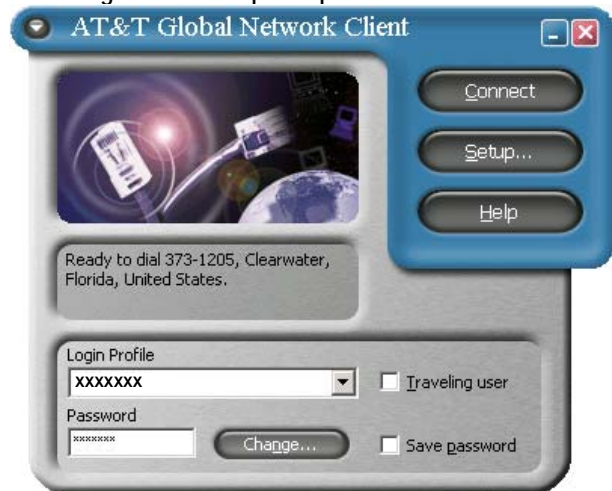 AT&T Global Network Client
Connect
Setup...
Help
Ready to dial 373-1205, Clearwater,
Florida, United States.
Login Profile
XXXXXXX
Traveling user
Password
xxxxxxx
Change...
Save password